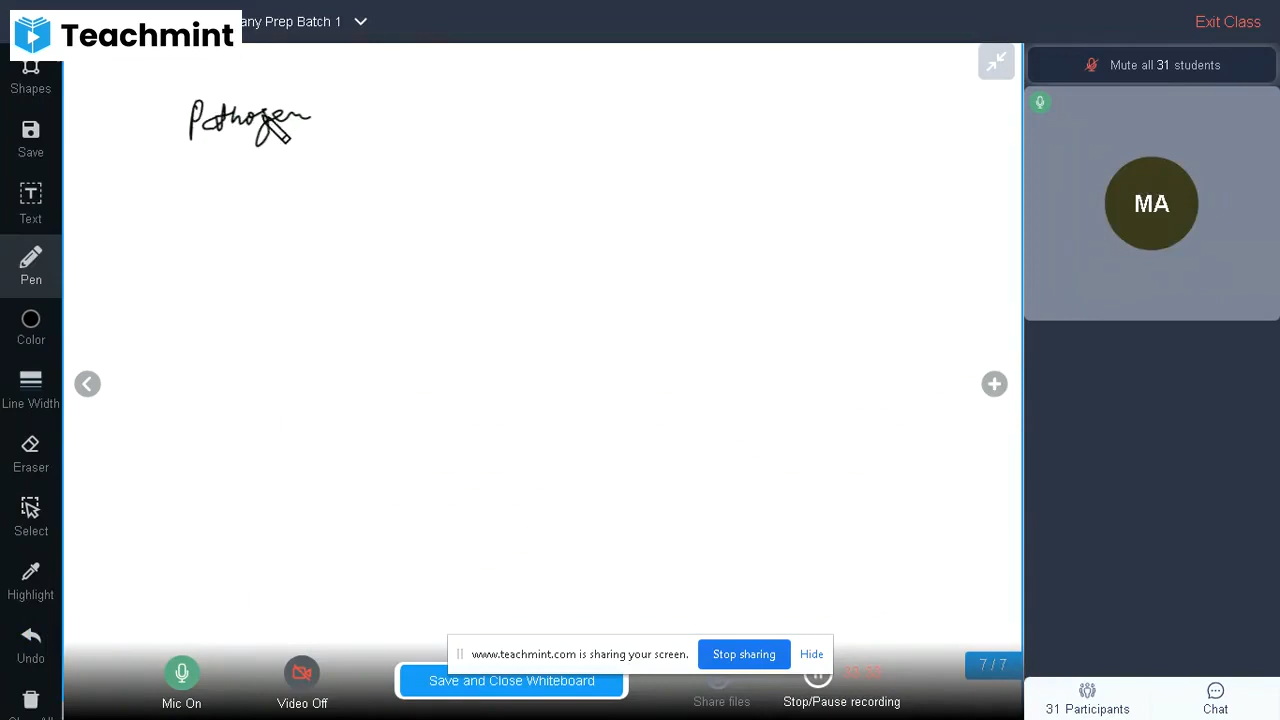 Teachmint
any Prep Batch 1
Exit Class
Shapes
Save
Text
Pen
Color
Line Width
Eraser
Select
Highlight
Undo
Pathogen
Mute all 31 students
MA
www.teachmint.com is sharing your screen.
Stop sharing
Hide
Mic On
Video Off
Save and Close Whiteboard
Share files
Stop/Pause recording
7 / 7
31 Participants
Chat